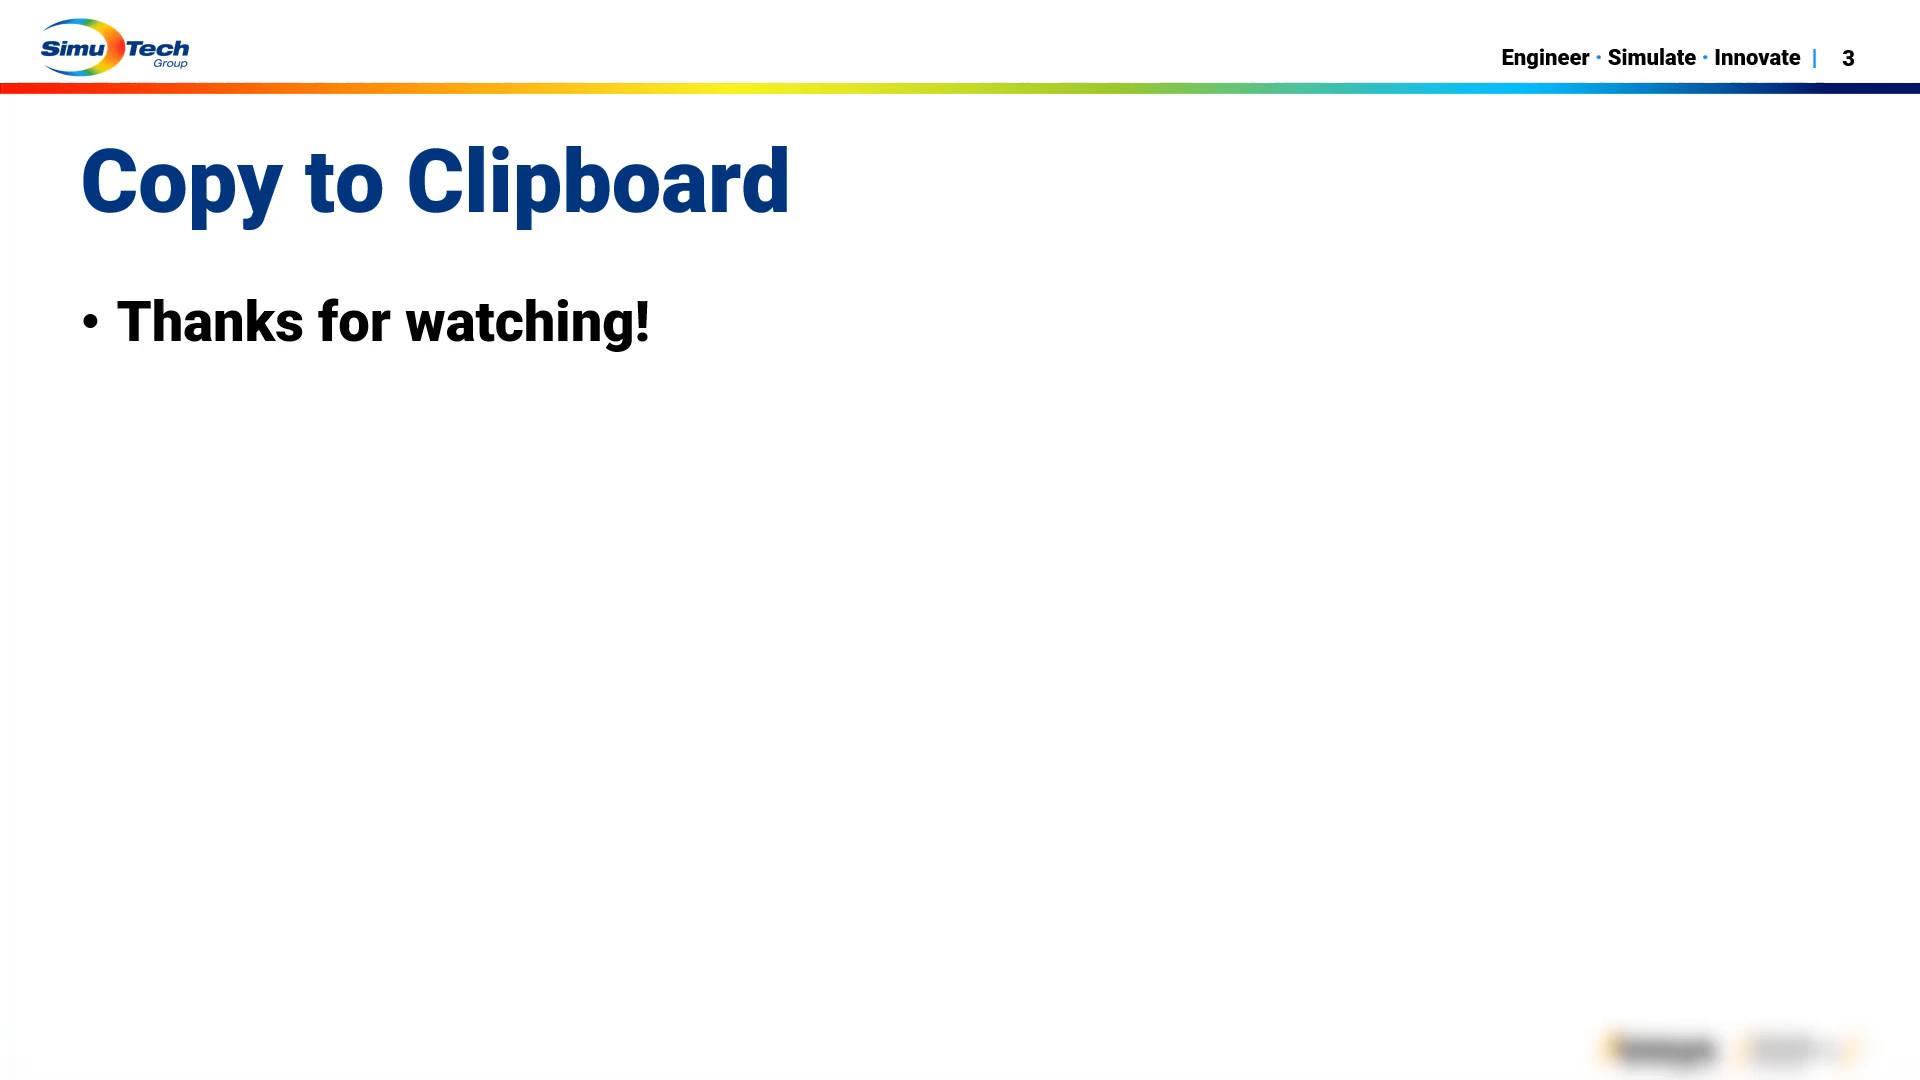 Simu Tech
Group
Engineer · Simulate · Innovate | 3
Copy to Clipboard
• Thanks for watching!